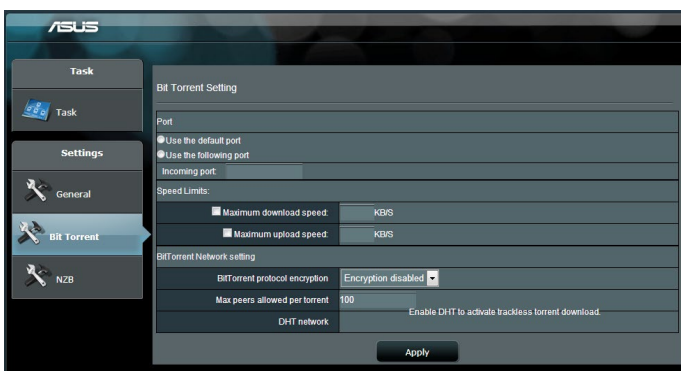 ASUS
Task
Task
Settings
General
Bit Torrent
NZB
Bit Torrent Setting
Port
Use the default port
Use the following port
Incoming port:
Speed Limits:
Maximum download speed: KB/S
Maximum upload speed: KB/S
BitTorrent Network setting
BitTorrent protocol encryption Encryption disabled
Max peers allowed per torrent 100
Enable DHT to activate trackless torrent download.
DHT network
Apply